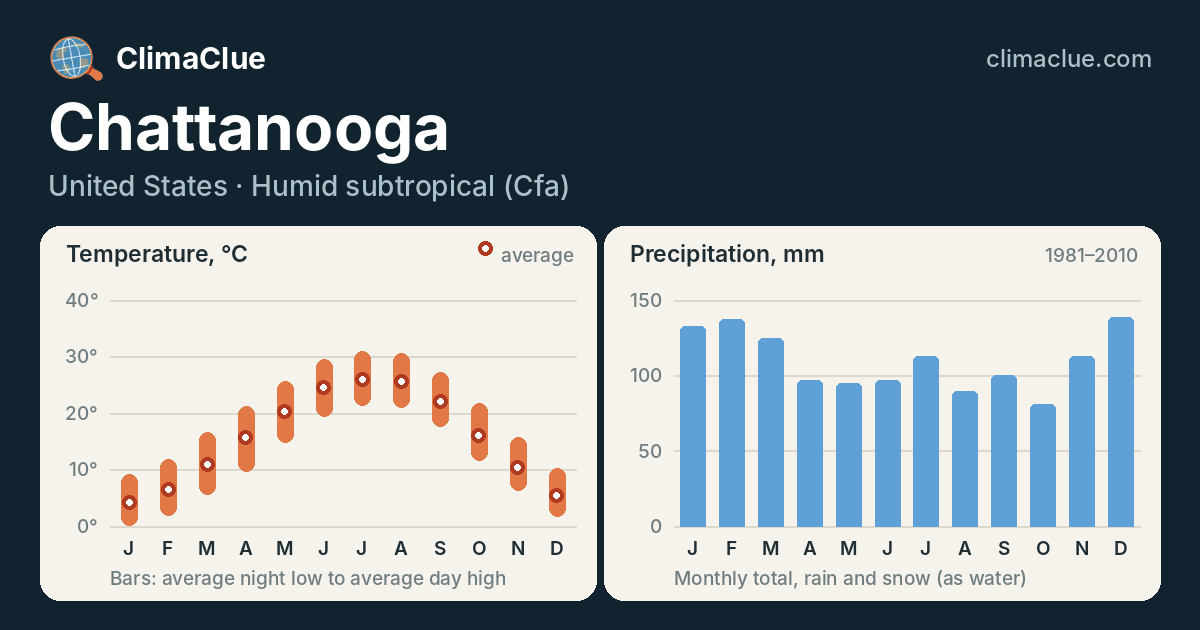 ClimaClue
climaclue.com
Chattanooga
United States · Humid subtropical (Cfa)
Temperature, °C
average
40°
30°
20°
10°
0°
J F M A M J J A S O N D
Bars: average night low to average day high
Precipitation, mm
1981–2010
150
100
50
0
J F M A M J J A S O N D
Monthly total, rain and snow (as water)